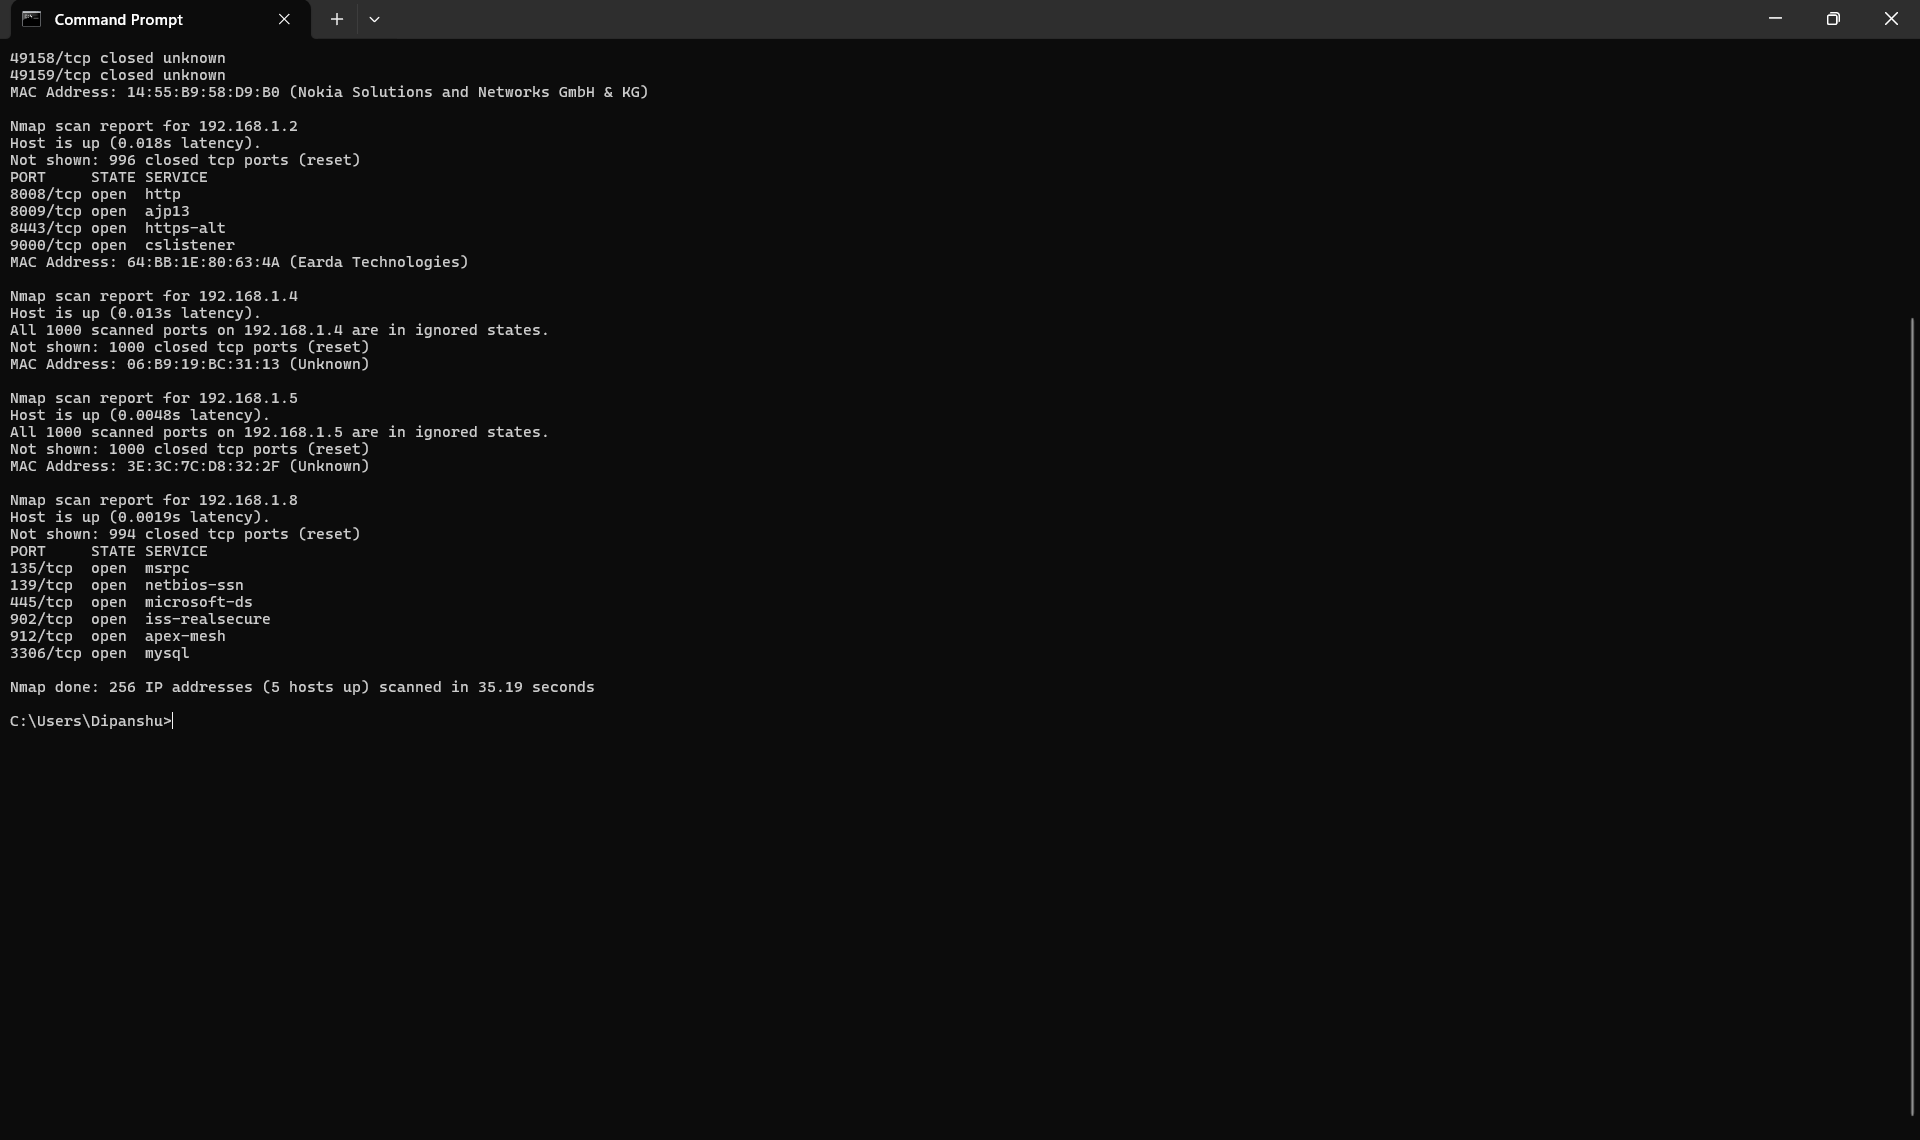 Command Prompt
49158/tcp closed unknown
49159/tcp closed unknown
MAC Address: 14:55:B9:58:D9:B0 (Nokia Solutions and Networks GmbH & KG)

Nmap scan report for 192.168.1.2
Host is up (0.018s latency).
Not shown: 996 closed tcp ports (reset)
PORT     STATE SERVICE
8008/tcp open  http
8009/tcp open  ajp13
8443/tcp open  https-alt
9000/tcp open  cslistener
MAC Address: 64:BB:1E:80:63:4A (Earda Technologies)

Nmap scan report for 192.168.1.4
Host is up (0.013s latency).
All 1000 scanned ports on 192.168.1.4 are in ignored states.
Not shown: 1000 closed tcp ports (reset)
MAC Address: 06:B9:19:BC:31:13 (Unknown)

Nmap scan report for 192.168.1.5
Host is up (0.0048s latency).
All 1000 scanned ports on 192.168.1.5 are in ignored states.
Not shown: 1000 closed tcp ports (reset)
MAC Address: 3E:3C:7C:D8:32:2F (Unknown)

Nmap scan report for 192.168.1.8
Host is up (0.0019s latency).
Not shown: 994 closed tcp ports (reset)
PORT     STATE SERVICE
135/tcp  open  msrpc
139/tcp  open  netbios-ssn
445/tcp  open  microsoft-ds
902/tcp  open  iss-realsecure
912/tcp  open  apex-mesh
3306/tcp open  mysql

Nmap done: 256 IP addresses (5 hosts up) scanned in 35.19 seconds

C:\Users\Dipanshu>